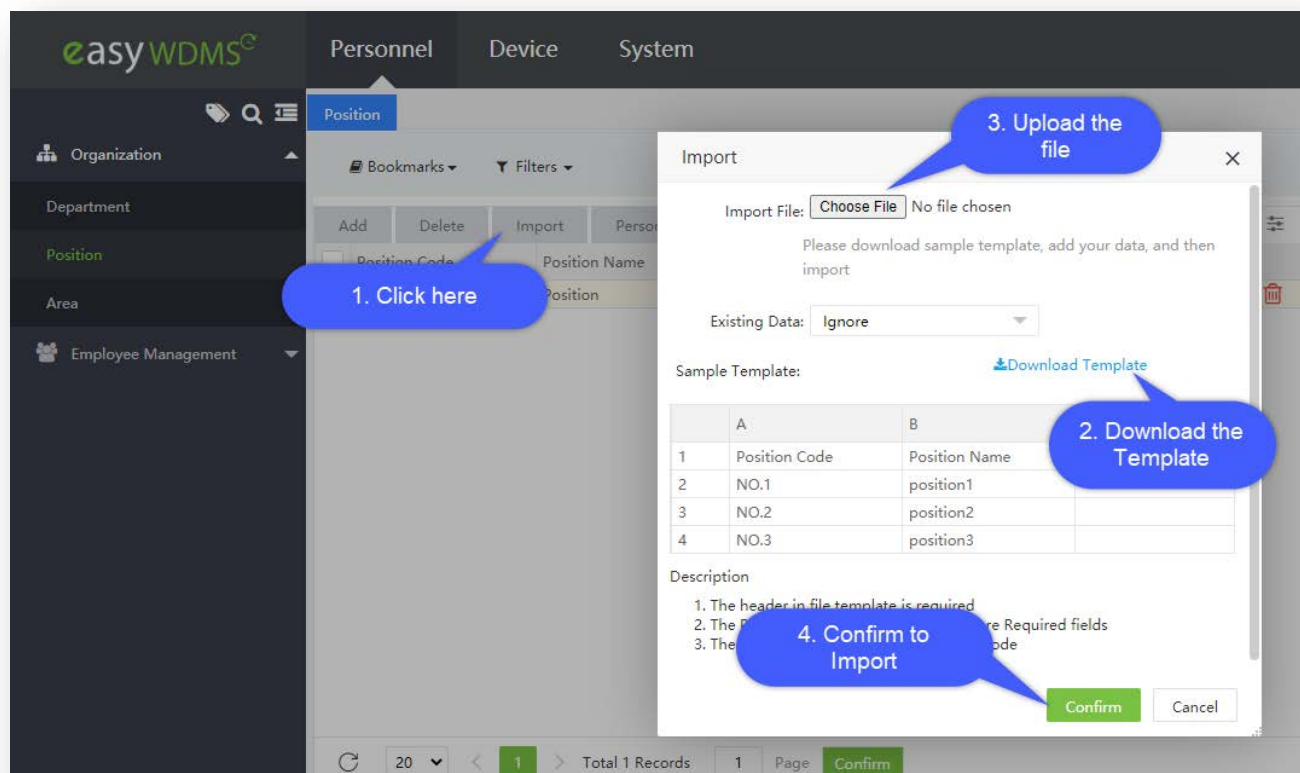 easy WDMS
Personnel Device System
Position
Organization
Bookmarks Filters
Department
Position
Area
Employee Management
Add Delete Import
Position Name
Position
1. Click here
3. Upload the
file
Import
Import File: Choose File No file chosen
Please download sample template, add your data, and then
import
Existing Data: Ignore
Sample Template: Download Template
2. Download the
Template
A B
1 Position Code Position Name
2 NO.1 position1
3 NO.2 position2
4 NO.3 position3
Description
1. The header in file template is required
2. The Required fields
3. The
4. Confirm to
Import
Confirm Cancel
20 1 Total 1 Records 1 Page Confirm